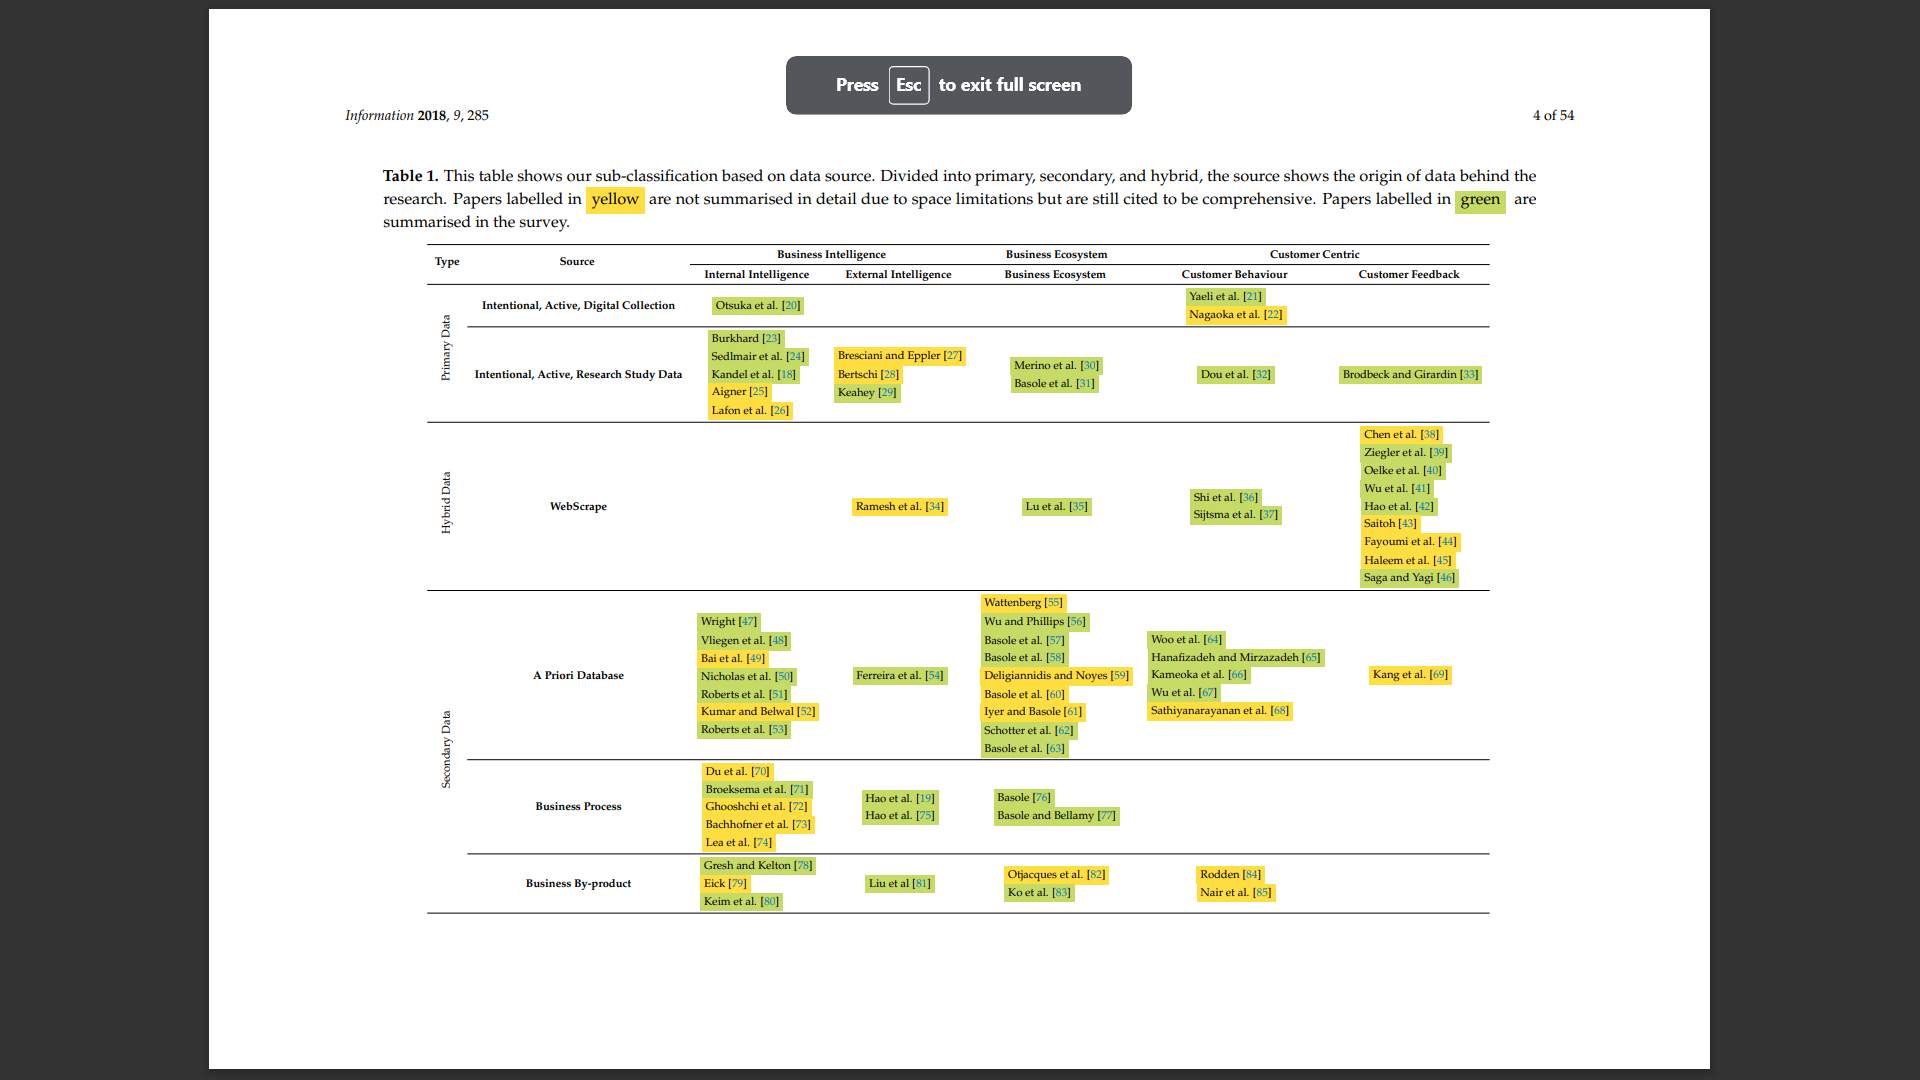 Press Esc to exit full screen
Information 2018, 9, 285
4 of 54
Table 1. This table shows our sub-classification based on data source. Divided into primary, secondary, and hybrid, the source shows the origin of data behind the
research. Papers labelled in yellow are not summarised in detail due to space limitations but are still cited to be comprehensive. Papers labelled in green are
summarised in the survey.
Type
Source
Business Intelligence
Business Ecosystem
Customer Centric
Internal Intelligence
External Intelligence
Business Ecosystem
Customer Behaviour
Customer Feedback
Primary Data
Intentional, Active, Digital Collection
Otsuka et al. [20]
Yaeli et al. [21]
Nagaoka et al. [22]
Intentional, Active, Research Study Data
Burkhard [23]
Sedlmair et al. [24]
Kandel et al. [18]
Aigner [25]
Lafon et al. [26]
Bresciani and Eppler [27]
Bertschi [28]
Keahey [29]
Merino et al. [30]
Basole et al. [31]
Dou et al. [32]
Brodbeck and Girardin [33]
Hybrid Data
WebScrape
Ramesh et al. [34]
Lu et al. [35]
Shi et al. [36]
Sijtsma et al. [37]
Chen et al. [38]
Ziegler et al. [39]
Oelke et al. [40]
Wu et al. [41]
Hao et al. [42]
Saitoh [43]
Fayoumi et al. [44]
Haleem et al. [45]
Saga and Yagi [46]
Secondary Data
A Priori Database
Wright [47]
Vliegen et al. [48]
Bai et al. [49]
Nicholas et al. [50]
Roberts et al. [51]
Kumar and Belwal [52]
Roberts et al. [53]
Ferreira et al. [54]
Wattenberg [55]
Wu and Phillips [56]
Basole et al. [57]
Basole et al. [58]
Deligiannidis and Noyes [59]
Basole et al. [60]
Iyer and Basole [61]
Schotter et al. [62]
Basole et al. [63]
Woo et al. [64]
Hanafizadeh and Mirzazadeh [65]
Kameoka et al. [66]
Wu et al. [67]
Sathiyanarayanan et al. [68]
Kang et al. [69]
Business Process
Du et al. [70]
Broeksema et al. [71]
Ghooshchi et al. [72]
Bachhofner et al. [73]
Lea et al. [74]
Hao et al. [19]
Hao et al. [75]
Basole [76]
Basole and Bellamy [77]
Business By-product
Gresh and Kelton [78]
Eick [79]
Keim et al. [80]
Liu et al [81]
Otjacques et al. [82]
Ko et al. [83]
Rodden [84]
Nair et al. [85]